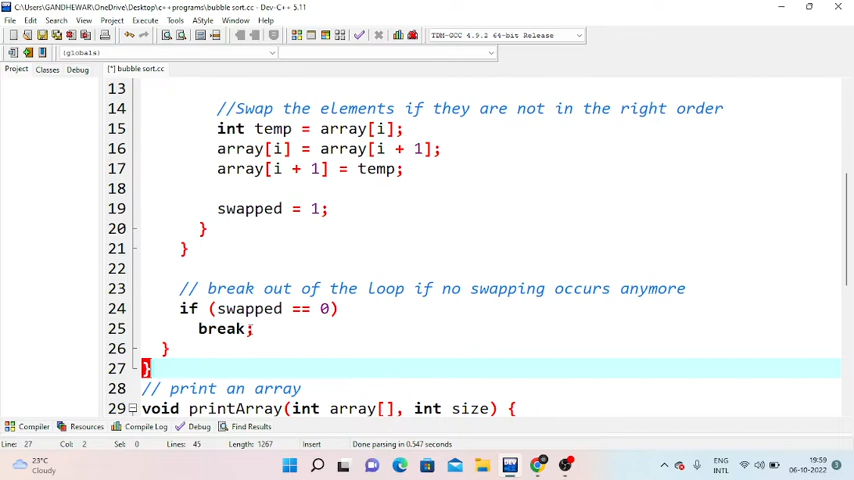 C:\Users\GANDHEWAR\OneDrive\Desktop\c++ programs\bubble sort.cc - Dev-C++ 5.11
File Edit Search View Project Execute Tools AStyle Window Help
TDM-GCC 4.9.2 64-bit Release
(globals)
Project Classes Debug [*] bubble sort.cc
13
14 //Swap the elements if they are not in the right order
15 int temp = array[i];
16 array[i] = array[i + 1];
17 array[i + 1] = temp;
18
19 swapped = 1;
20 }
21 }
22
23 // break out of the loop if no swapping occurs anymore
24 if (swapped == 0)
25 break;
26 }
27 }
28 // print an array
29 void printArray(int array[], int size) {
Compiler Resources Compile Log Debug Find Results
Line: 27 Col: 2 Sel: 0 Lines: 45 Length: 1267 Insert Done parsing in 0.547 seconds
23°C
Cloudy
ENG
INTL
19:59
06-10-2022
3